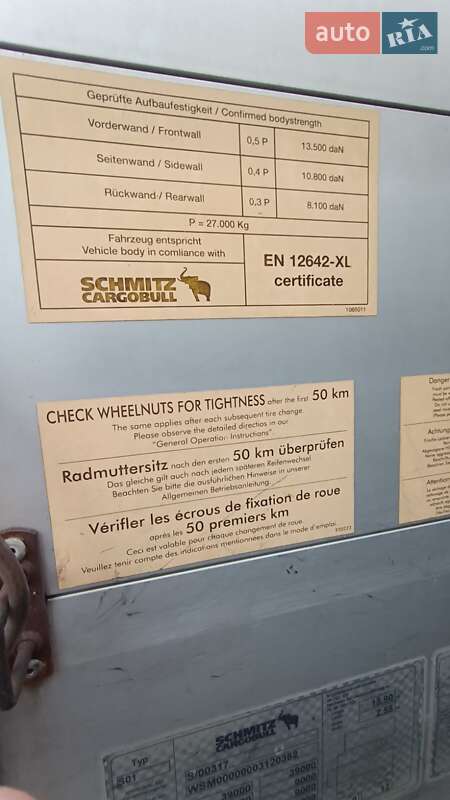 auto RIA .com
Geprüfte Aufbaufestigkeit / Confirmed bodystrength
Vorderwand / Frontwall 0,5 P 13.500 daN
Seitenwand / Sidewall 0,4 P 10.800 daN
Rückwand / Rearwall 0,3 P 8.100 daN
P = 27.000 Kg
Fahrzeug entspricht
Vehicle body in comliance with
EN 12642-XL
certificate
SCHMITZ
CARGOBULL
1065011
CHECK WHEELNUTS FOR TIGHTNESS after the first 50 km
The same applies after each subsequent tire change.
Please observe the detailed direction in our
"General Operation Instructions"
Radmuttersitz nach den ersten 50 km überprüfen
Das gleiche gilt auch nach jedem späteren Reifenwechsel
Beachten Sie bitte die ausführlichen Hinweise in unserer
Allgemeinen Betriebsanleitung.
Vérifler les écrous de fixation de roue
aprés les 50 premiers km
Ceci est valable pour chaque changement de roue.
Veuillez tenir compte des indications mentionnées dans le mode d'emploi
Danger
Achtung
Attention
SCHMITZ
CARGOBULL
Typ
S01
S/00317
WSM00000003120362
39000
39000
9000
9000